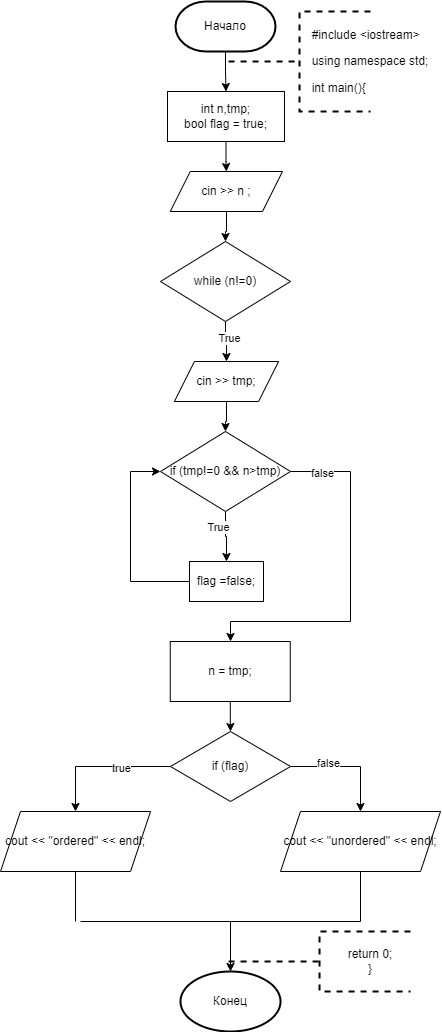 Начало
#include <iostream>
using namespace std;
int main(){
int n,tmp;
bool flag = true;
cin >> n ;
while (n!=0)
True
cin >> tmp;
if (tmp!=0 && n>tmp)
false
True
flag =false;
n = tmp;
if (flag)
true
false
cout << "ordered" << endl;
cout << "unordered" << endl;
return 0;
}
Конец